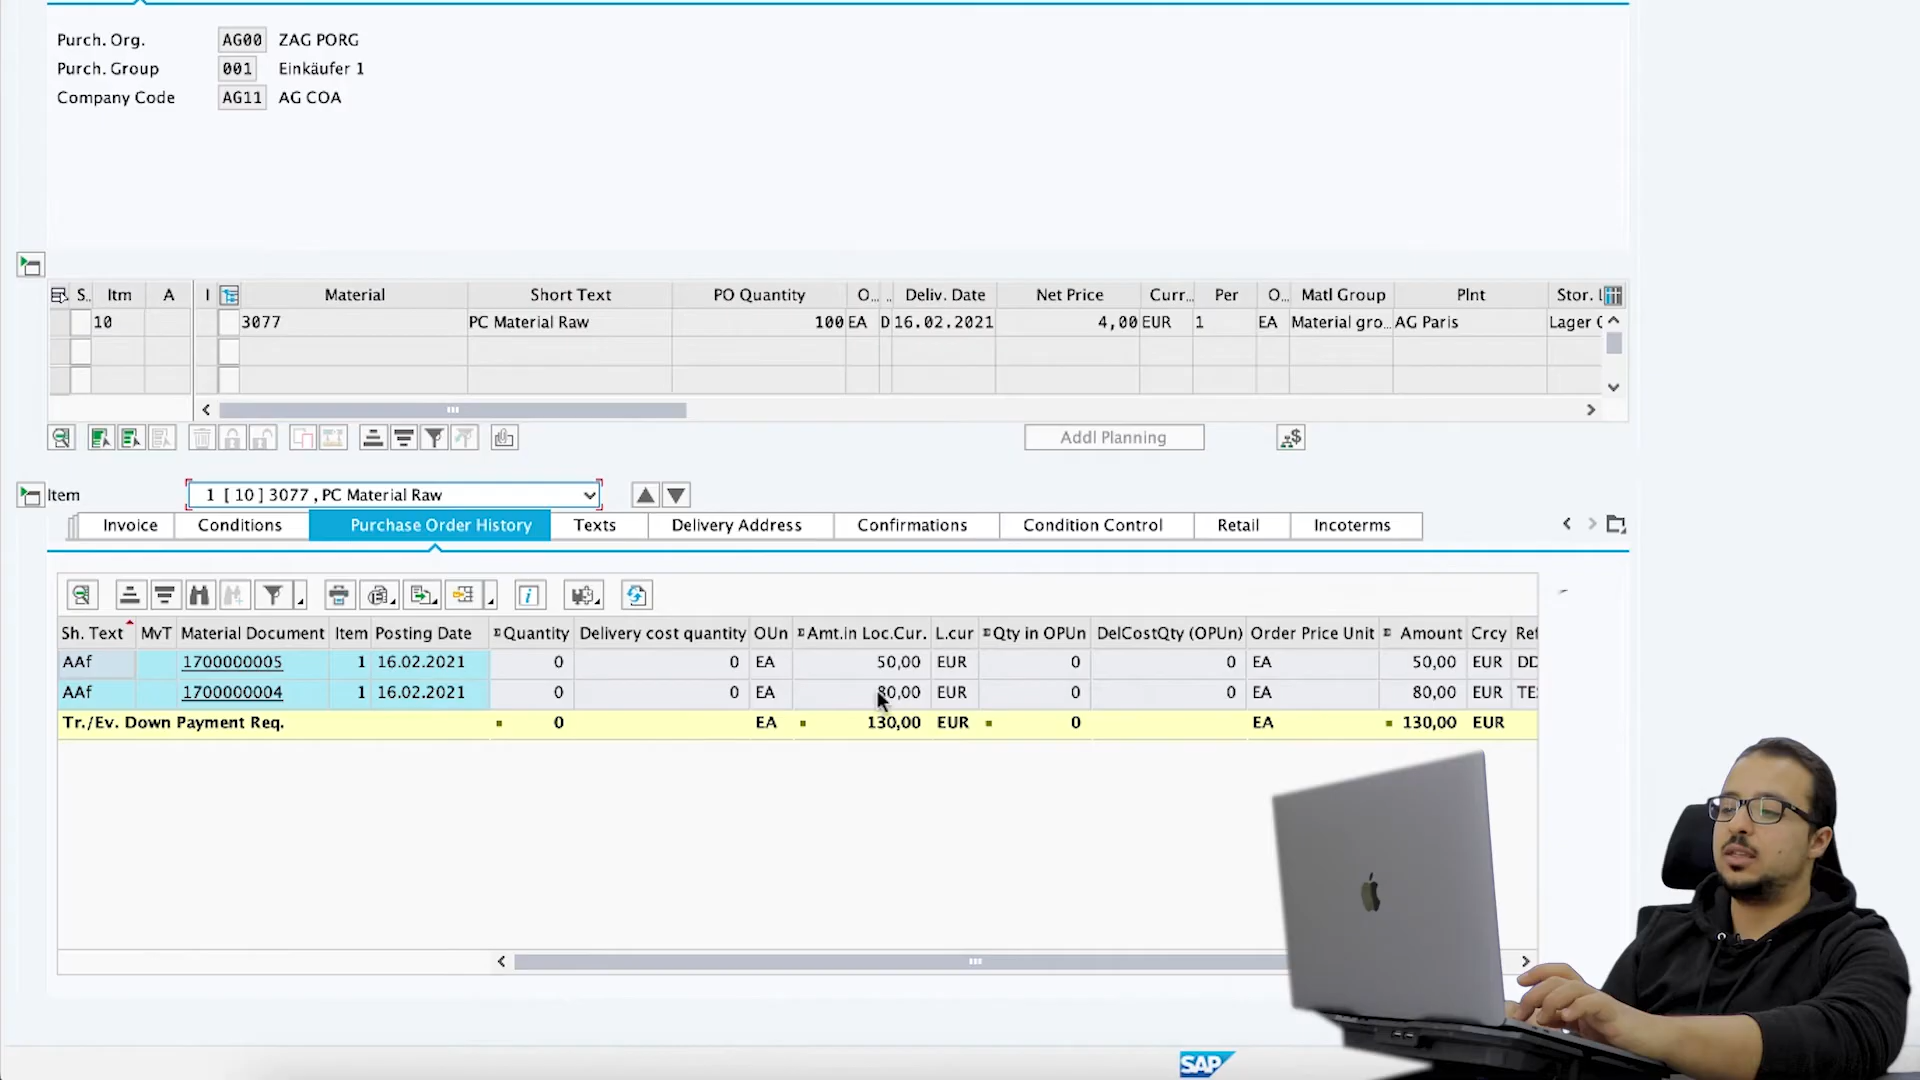 Purch. Org. AG00 ZAG PORG
Purch. Group 001 Einkäufer 1
Company Code AG11 AG COA
S.. Itm A I Material Short Text PO Quantity O... .. Deliv. Date Net Price Curr... Per O... Matl Group Plnt Stor. L
10 3077 PC Material Raw 100 EA D 16.02.2021 4,00 EUR 1 EA Material gro... AG Paris Lager
Addl Planning
Item 1 [ 10 ] 3077 , PC Material Raw
Invoice Conditions Purchase Order History Texts Delivery Address Confirmations Condition Control Retail Incoterms
Sh. Text MvT Material Document Item Posting Date Quantity Delivery cost quantity OUn Amt.in Loc.Cur. L.cur Qty in OPUn DelCostQty (OPUn) Order Price Unit Amount Crcy Ref
AAf 1700000005 1 16.02.2021 0 0 EA 50,00 EUR 0 0 EA 50,00 EUR DD
AAf 1700000004 1 16.02.2021 0 0 EA 80,00 EUR 0 0 EA 80,00 EUR TE
Tr./Ev. Down Payment Req. 0 EA 130,00 EUR 0 EA 130,00 EUR
SAP